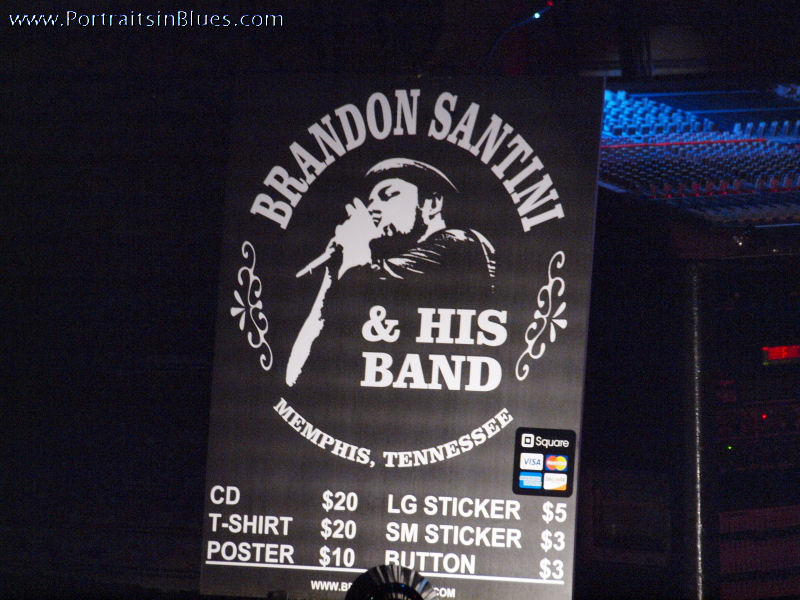 www.PortraitsinBlues.com
BRANDON SANTINI
& HIS
BAND
MEMPHIS, TENNESSEE
Square
VISA MasterCard
CD $20 LG STICKER $5
T-SHIRT $20 SM STICKER $3
POSTER $10 BUTTON $3